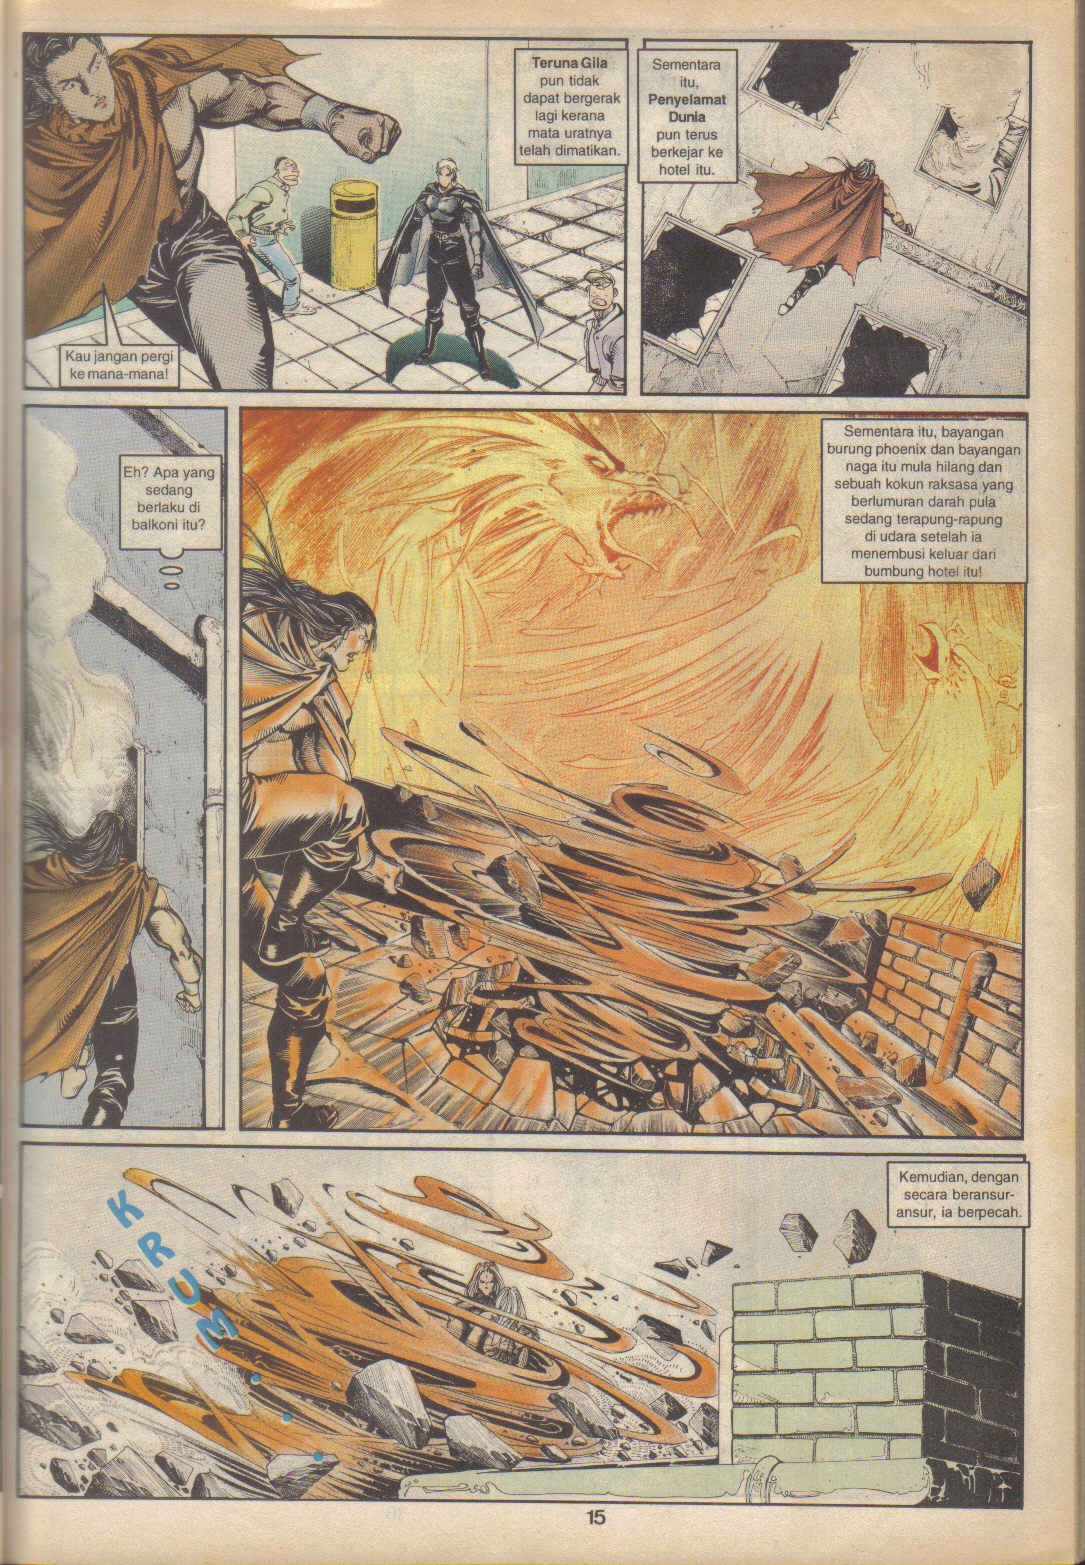 Teruna Gila
pun tidak
dapat bergerak
lagi kerana
mata uratnya
telah dimatikan.
Kau jangan pergi
ke mana-mana!
Sementara
itu,
Penyelamat
Dunia
pun terus
berkejar ke
hotel itu.
Eh? Apa yang
sedang
berlaku di
balkoni itu?
Sementara itu, bayangan
burung phoenix dan bayangan
naga itu mula hilang dan
sebuah kokun raksasa yang
berlumuran darah pula
sedang terapung-rapung
di udara setelah ia
menembusi keluar dari
bumbung hotel itu!
Kemudian, dengan
secara beransur-
ansur, ia berpecah.
KRUM
15